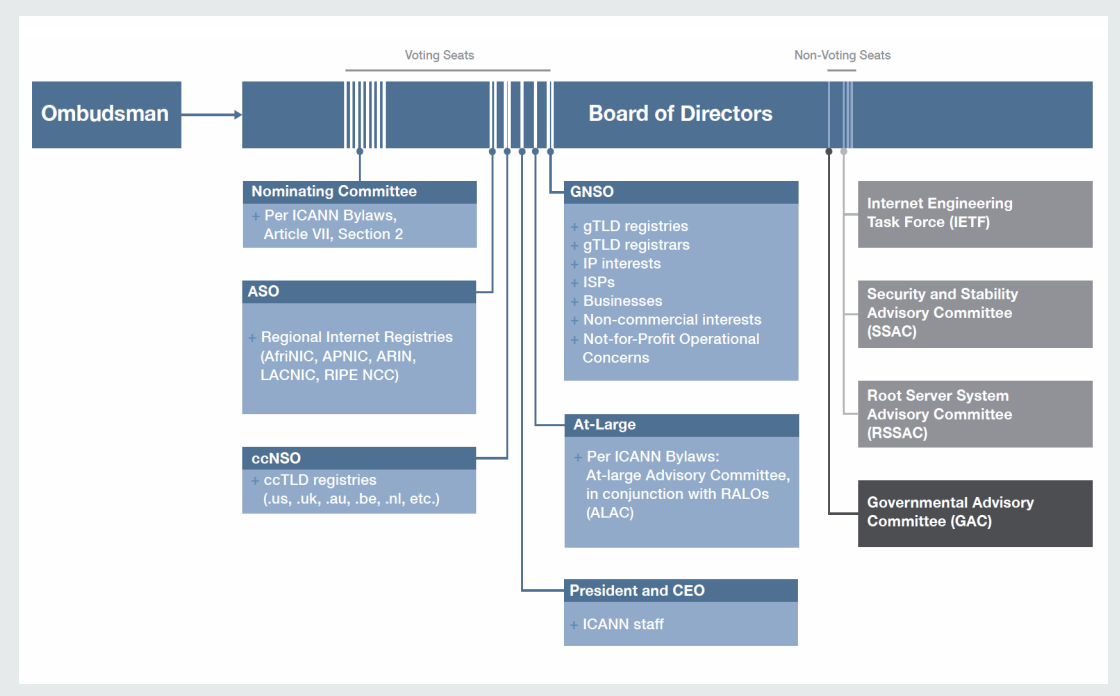 Voting Seats
Non-Voting Seats
Ombudsman
Board of Directors
Nominating Committee
+ Per ICANN Bylaws,
Article VII, Section 2
ASO
+ Regional Internet Registries
(AfriNIC, APNIC, ARIN,
LACNIC, RIPE NCC)
ccNSO
+ ccTLD registries
(.us, .uk, .au, .be, .nl, etc.)
GNSO
+ gTLD registries
+ gTLD registrars
+ IP interests
+ ISPs
+ Businesses
+ Non-commercial interests
+ Not-for-Profit Operational
Concerns
At-Large
+ Per ICANN Bylaws:
At-large Advisory Committee,
in conjunction with RALOs
(ALAC)
President and CEO
+ ICANN staff
Internet Engineering
Task Force (IETF)
Security and Stability
Advisory Committee
(SSAC)
Root Server System
Advisory Committee
(RSSAC)
Governmental Advisory
Committee (GAC)